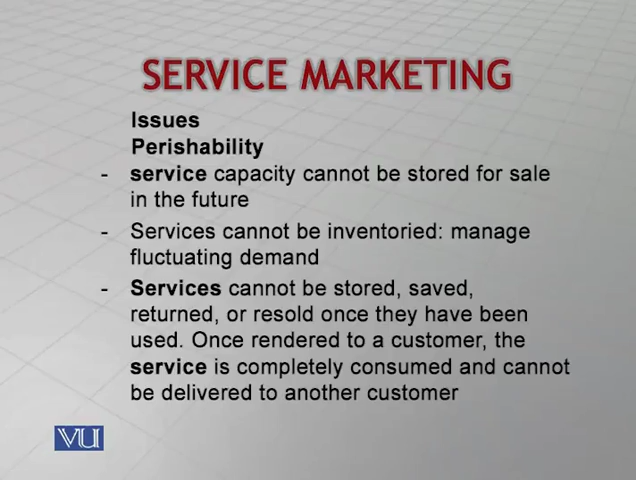 SERVICE MARKETING
Issues
Perishability
- service capacity cannot be stored for sale
in the future
- Services cannot be inventoried: manage
fluctuating demand
- Services cannot be stored, saved,
returned, or resold once they have been
used. Once rendered to a customer, the
service is completely consumed and cannot
be delivered to another customer
VU